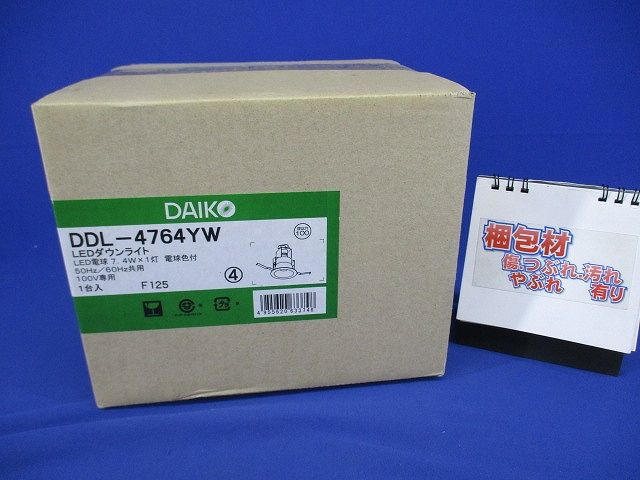 DAIKO
DDL-4764YW
LEDダウンライト
LED電球 7.4W×1灯 電球色付
50Hz/60Hz共用
100V専用
1台入 F125
④
100
梱包材
傷つぶれ汚れ
やぶれ 有り